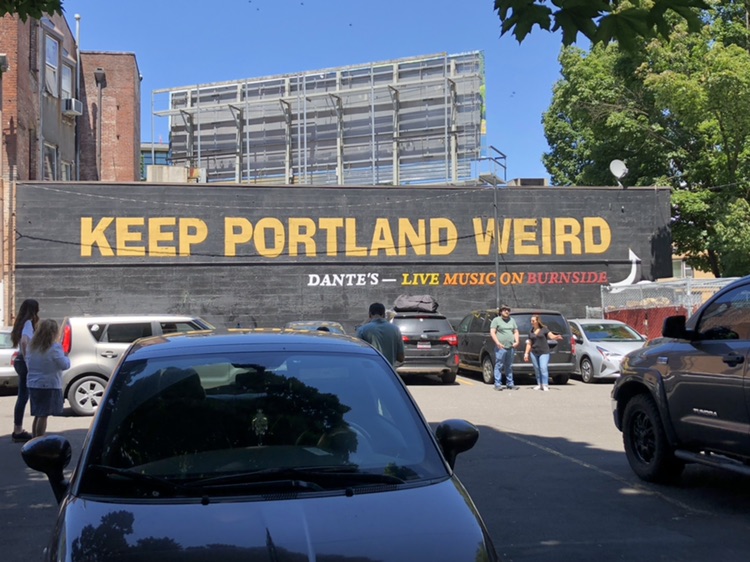 KEEP PORTLAND WEIRD
DANTE'S — LIVE MUSIC ON BURNSIDE